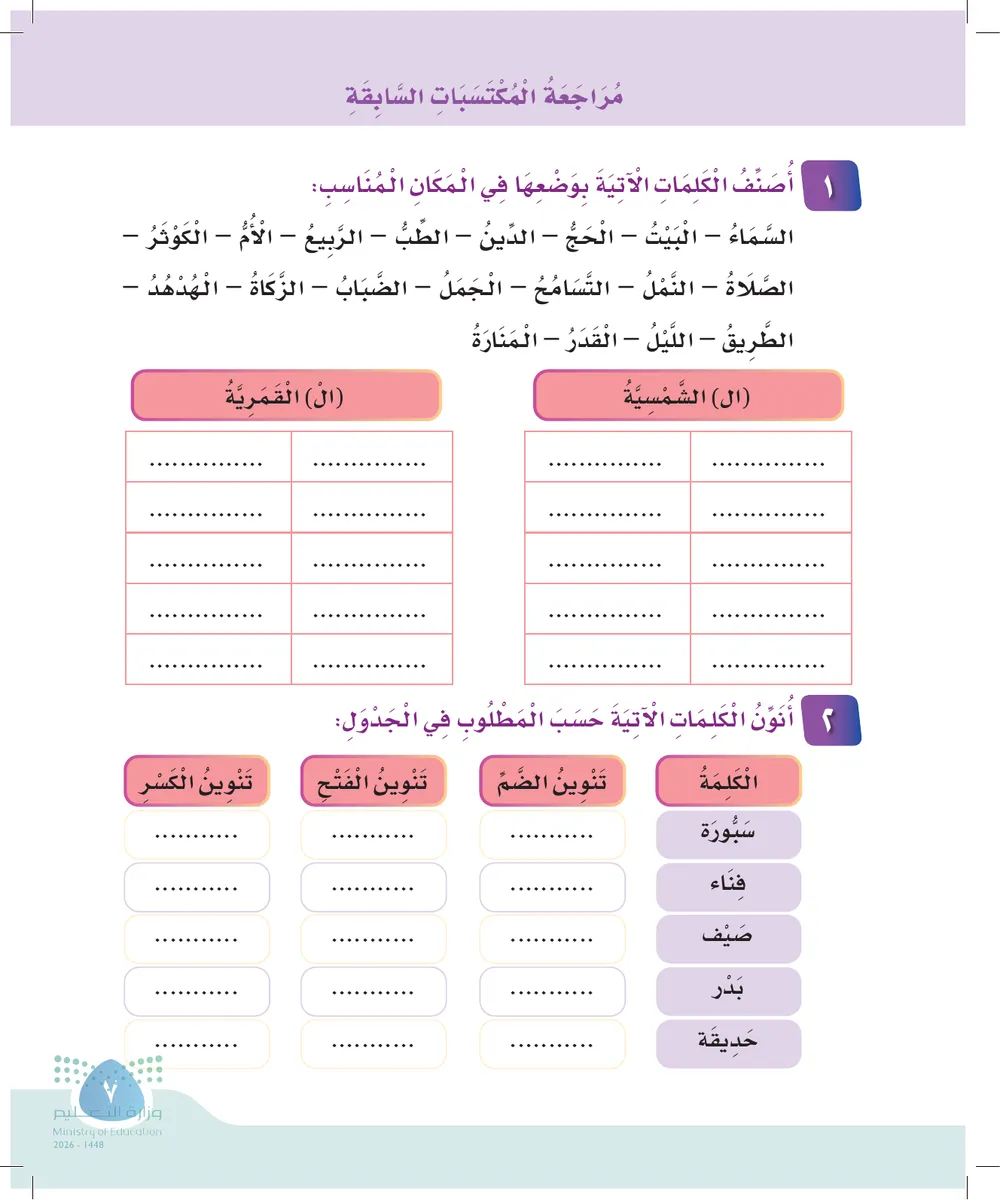 مُرَاجَعَةُ الْمُكْتَسَبَاتِ السَّابِقَةِ
١ أُصَنِّفُ الْكَلِمَاتِ الْآتِيَةَ بِوَضْعِهَا فِي الْمَكَانِ الْمُنَاسِبِ:
السَّمَاءُ – الْبَيْتُ – الْحَجُّ – الدِّينُ – الطِّبُّ – الرَّبِيعُ – الْأُمُّ – الْكَوْثَرُ –
الصَّلَاةُ – النَّمْلُ – التَّسَامُحُ – الْجَمَلُ – الضَّبَابُ – الزَّكَاةُ – الْهُدْهُدُ –
الطَّرِيقُ – اللَّيْلُ – الْقَدَرُ – الْمَنَارَةُ
(ال) الشَّمْسِيَّةُ (الْ) الْقَمَرِيَّةُ
............... ............... ............... ...............
............... ............... ............... ...............
............... ............... ............... ...............
............... ............... ............... ...............
............... ............... ............... ...............
٢ أُنَوِّنُ الْكَلِمَاتِ الْآتِيَةَ حَسَبَ الْمَطْلُوبِ فِي الْجَدْوَلِ:
الْكَلِمَةُ تَنْوِينُ الضَّمِّ تَنْوِينُ الْفَتْحِ تَنْوِينُ الْكَسْرِ
سَبُّورَة ........... ........... ...........
فِنَاء ........... ........... ...........
صَيْف ........... ........... ...........
بَدْر ........... ........... ...........
حَدِيقَة ........... ........... ...........
٧
وزارة التعليم
Ministry of Education
2026 - 1448